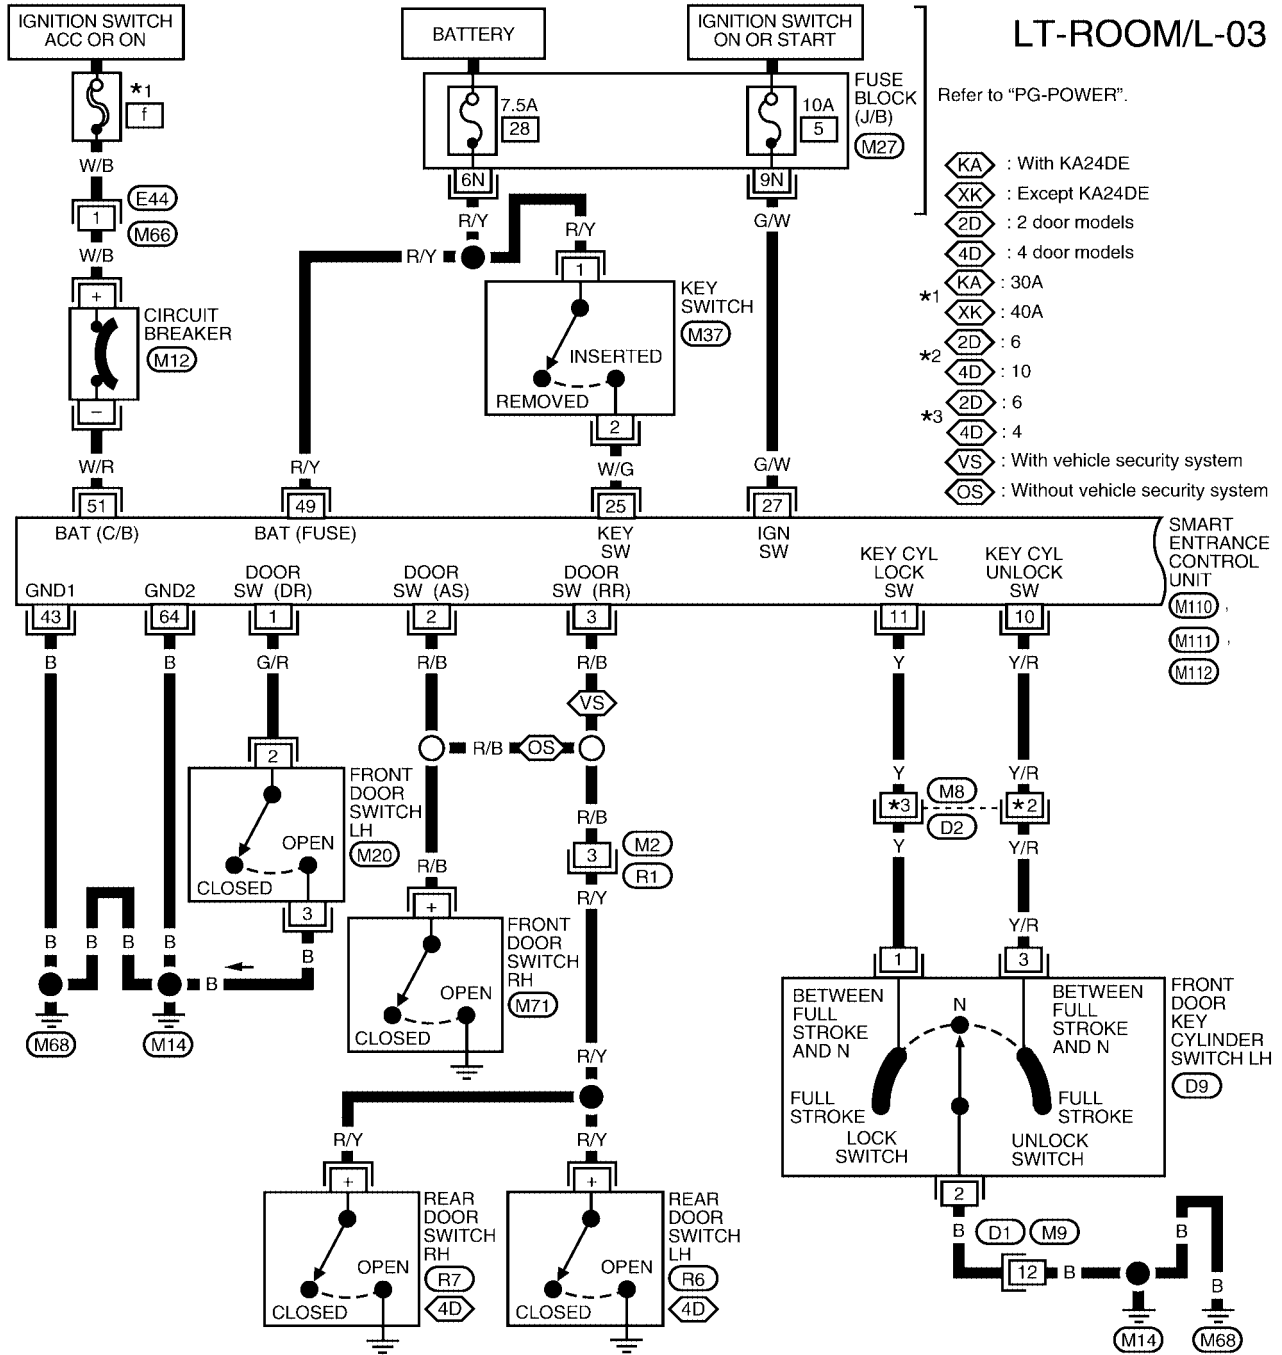 IGNITION SWITCH
ACC OR ON
BATTERY
IGNITION SWITCH
ON OR START
LT-ROOM/L-03
*1
f
7.5A
28
10A
5
FUSE
BLOCK
(J/B)
M27
Refer to “PG-POWER”.
W/B
6N
9N
1
E44
M66
R/Y
R/Y
G/W
W/B
R/Y
1
KA : With KA24DE
XK : Except KA24DE
2D : 2 door models
4D : 4 door models
*1
KA : 30A
XK : 40A
*2
2D : 6
4D : 10
*3
2D : 6
4D : 4
VS : With vehicle security system
OS : Without vehicle security system
+
CIRCUIT
BREAKER
M12
–
KEY
SWITCH
M37
INSERTED
REMOVED
2
W/R
R/Y
W/G
G/W
51
49
25
27
BAT (C/B)
BAT (FUSE)
KEY
SW
IGN
SW
KEY CYL
LOCK
SW
KEY CYL
UNLOCK
SW
SMART
ENTRANCE
CONTROL
UNIT
M110 ,
M111 ,
M112
GND1
GND2
DOOR
SW (DR)
DOOR
SW (AS)
DOOR
SW (RR)
43
64
1
2
3
11
10
B
B
G/R
R/B
R/B
Y
Y/R
VS
R/B
OS
2
FRONT
DOOR
SWITCH
LH
M20
OPEN
CLOSED
3
R/B
R/B
3
M2
R1
R/Y
Y
Y/R
*3
M8
D2
*2
Y
Y/R
Y/R
+
FRONT
DOOR
SWITCH
RH
M71
OPEN
CLOSED
B
B
B
B
B
B
M68
M14
1
3
BETWEEN
FULL
STROKE
AND N
N
BETWEEN
FULL
STROKE
AND N
FULL
STROKE
FULL
STROKE
LOCK
SWITCH
UNLOCK
SWITCH
FRONT
DOOR
KEY
CYLINDER
SWITCH LH
D9
R/Y
R/Y
R/Y
+
+
REAR
DOOR
SWITCH
RH
R7
4D
OPEN
CLOSED
REAR
DOOR
SWITCH
LH
R6
4D
OPEN
CLOSED
2
B
D1
M9
12
B
B
B
M14
M68